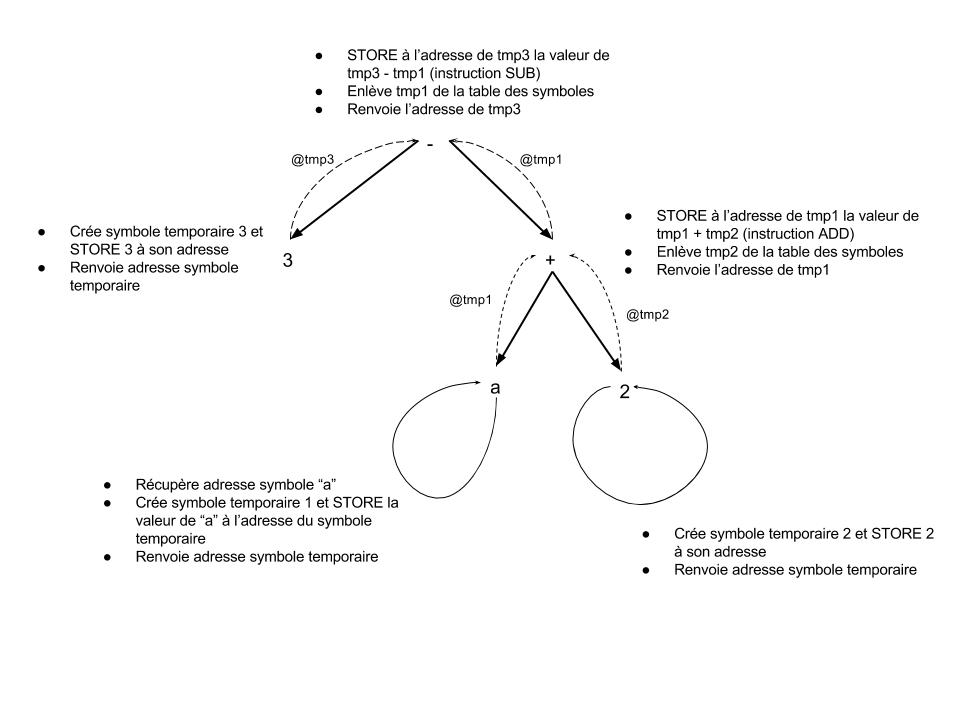 ● STORE à l’adresse de tmp3 la valeur de
tmp3 - tmp1 (instruction SUB)
● Enlève tmp1 de la table des symboles
● Renvoie l’adresse de tmp3
-
@tmp3
@tmp1
● Crée symbole temporaire 3 et
STORE 3 à son adresse
● Renvoie adresse symbole
temporaire
3
● STORE à l’adresse de tmp1 la valeur de
tmp1 + tmp2 (instruction ADD)
● Enlève tmp2 de la table des symboles
● Renvoie l’adresse de tmp1
+
@tmp1
@tmp2
a
2
● Récupère adresse symbole “a”
● Crée symbole temporaire 1 et STORE la
valeur de “a” à l’adresse du symbole
temporaire
● Renvoie adresse symbole temporaire
● Crée symbole temporaire 2 et STORE 2
à son adresse
● Renvoie adresse symbole temporaire